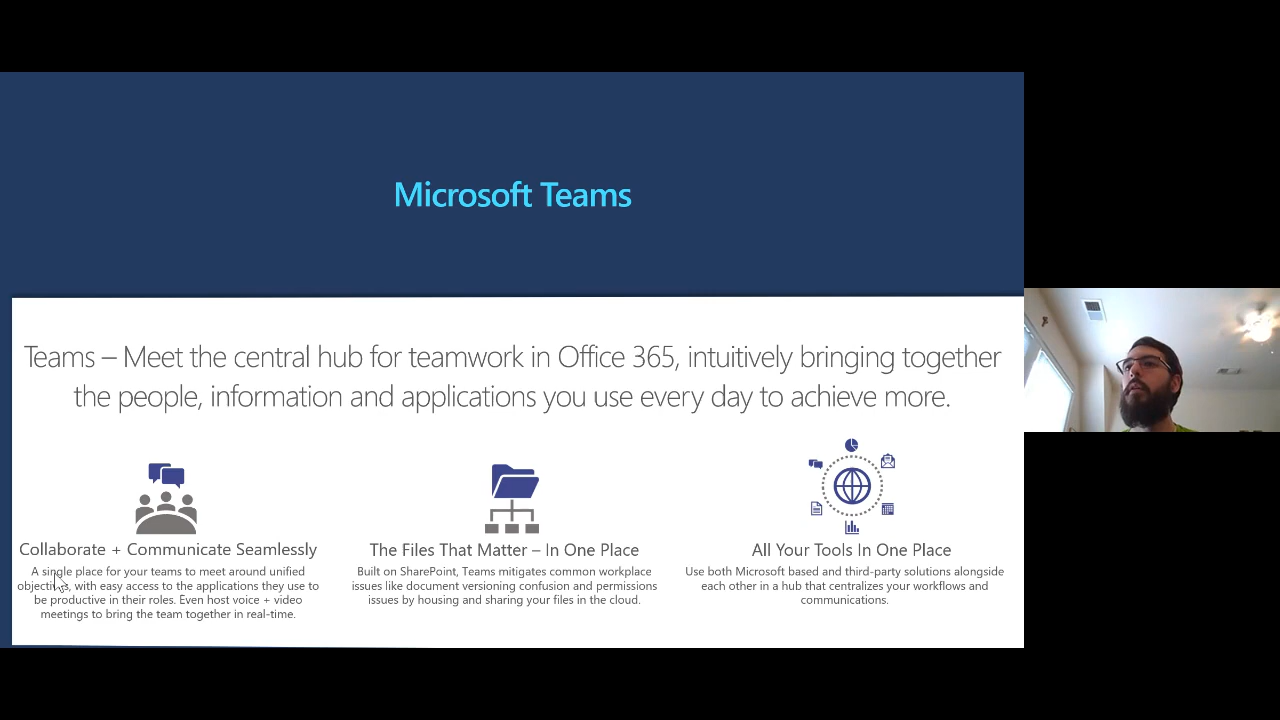 Microsoft Teams
Teams – Meet the central hub for teamwork in Office 365, intuitively bringing together
the people, information and applications you use every day to achieve more.
Collaborate + Communicate Seamlessly
A single place for your teams to meet around unified
objectives, with easy access to the applications they use to
be productive in their roles. Even host voice + video
meetings to bring the team together in real-time.
The Files That Matter – In One Place
Built on SharePoint, Teams mitigates common workplace
issues like document versioning confusion and permissions
issues by housing and sharing your files in the cloud.
All Your Tools In One Place
Use both Microsoft based and third-party solutions alongside
each other in a hub that centralizes your workflows and
communications.